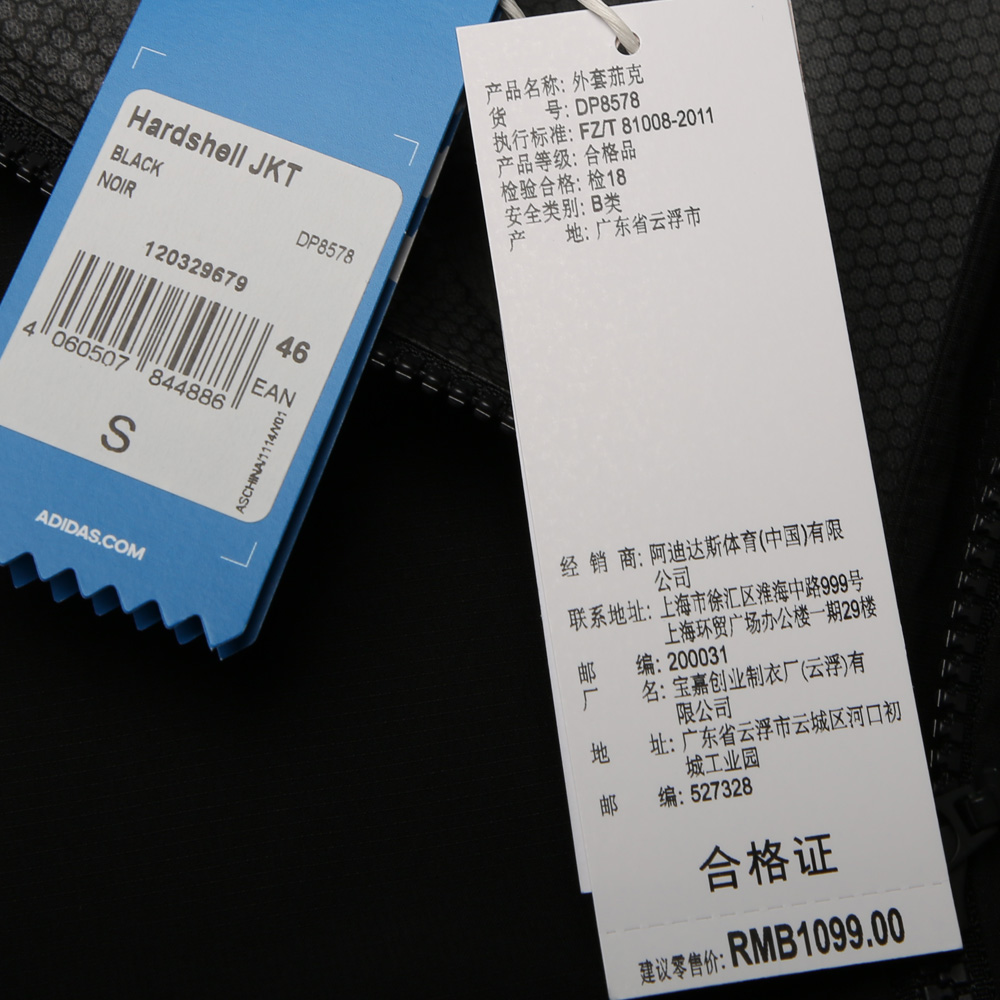 Hardshell JKT
BLACK
NOIR
DP8578
120329679
46
4 060507 844886 EAN
S
ASCHINA/1114/V01
ADIDAS.COM
产品名称: 外套茄克
货 号: DP8578
执行标准: FZ/T 81008-2011
产品等级: 合格品
检验合格: 检18
安全类别: B类
产 地: 广东省云浮市
经 销 商: 阿迪达斯体育(中国)有限
公司
联系地址: 上海市徐汇区淮海中路999号
上海环贸广场办公楼一期29楼
邮 编: 200031
厂 名: 宝嘉创业制衣厂(云浮)有
限公司
地 址: 广东省云浮市云城区河口初
城工业园
邮 编: 527328
合格证
建议零售价: RMB1099.00